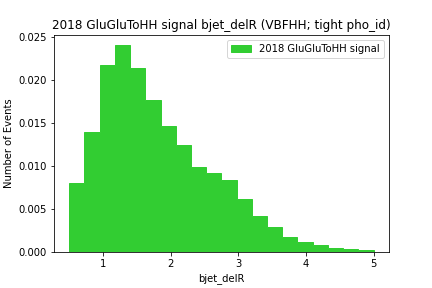 2018 GluGluToHH signal bjet_delR (VBFHH; tight pho_id)
2018 GluGluToHH signal
Number of Events
0.025
0.020
0.015
0.010
0.005
0.000
1
2
3
4
5
bjet_delR